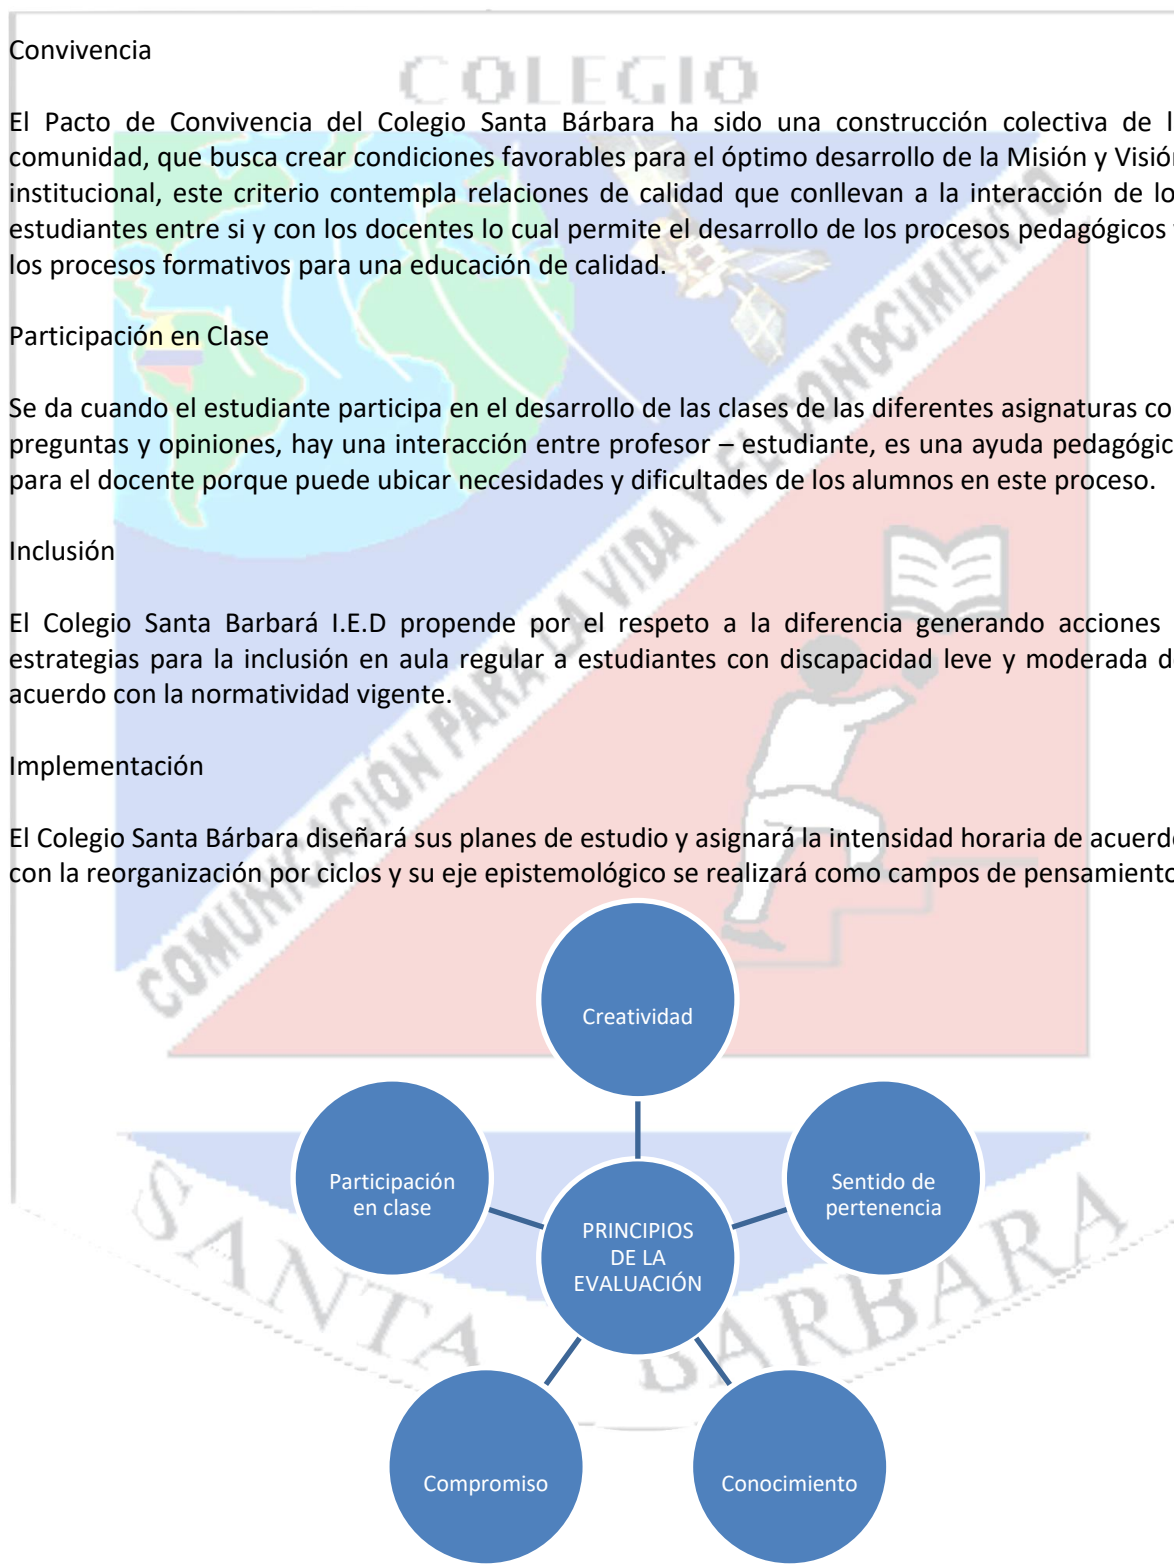 Convivencia
COLEGIO
El Pacto de Convivencia del Colegio Santa Bárbara ha sido una construcción colectiva de l
comunidad, que busca crear condiciones favorables para el óptimo desarrollo de la Misión y Visión
institucional, este criterio contempla relaciones de calidad que conllevan a la interacción de lo
estudiantes entre si y con los docentes lo cual permite el desarrollo de los procesos pedagógicos
los procesos formativos para una educación de calidad.
Participación en Clase
Se da cuando el estudiante participa en el desarrollo de las clases de las diferentes asignaturas co
preguntas y opiniones, hay una interacción entre profesor – estudiante, es una ayuda pedagógic
para el docente porque puede ubicar necesidades y dificultades de los alumnos en este proceso.
Inclusión
El Colegio Santa Barbará I.E.D propende por el respeto a la diferencia generando acciones
estrategias para la inclusión en aula regular a estudiantes con discapacidad leve y moderada d
acuerdo con la normatividad vigente.
Implementación
El Colegio Santa Bárbara diseñará sus planes de estudio y asignará la intensidad horaria de acuerdo
con la reorganización por ciclos y su eje epistemológico se realizará como campos de pensamiento
COMUNICACION PARA LA VIDA Y EL CONOCIMIENTO
Creatividad
Participación
en clase
Sentido de
pertenencia
PRINCIPIOS
DE LA
EVALUACIÓN
Compromiso
Conocimiento
SANTA BARBARA